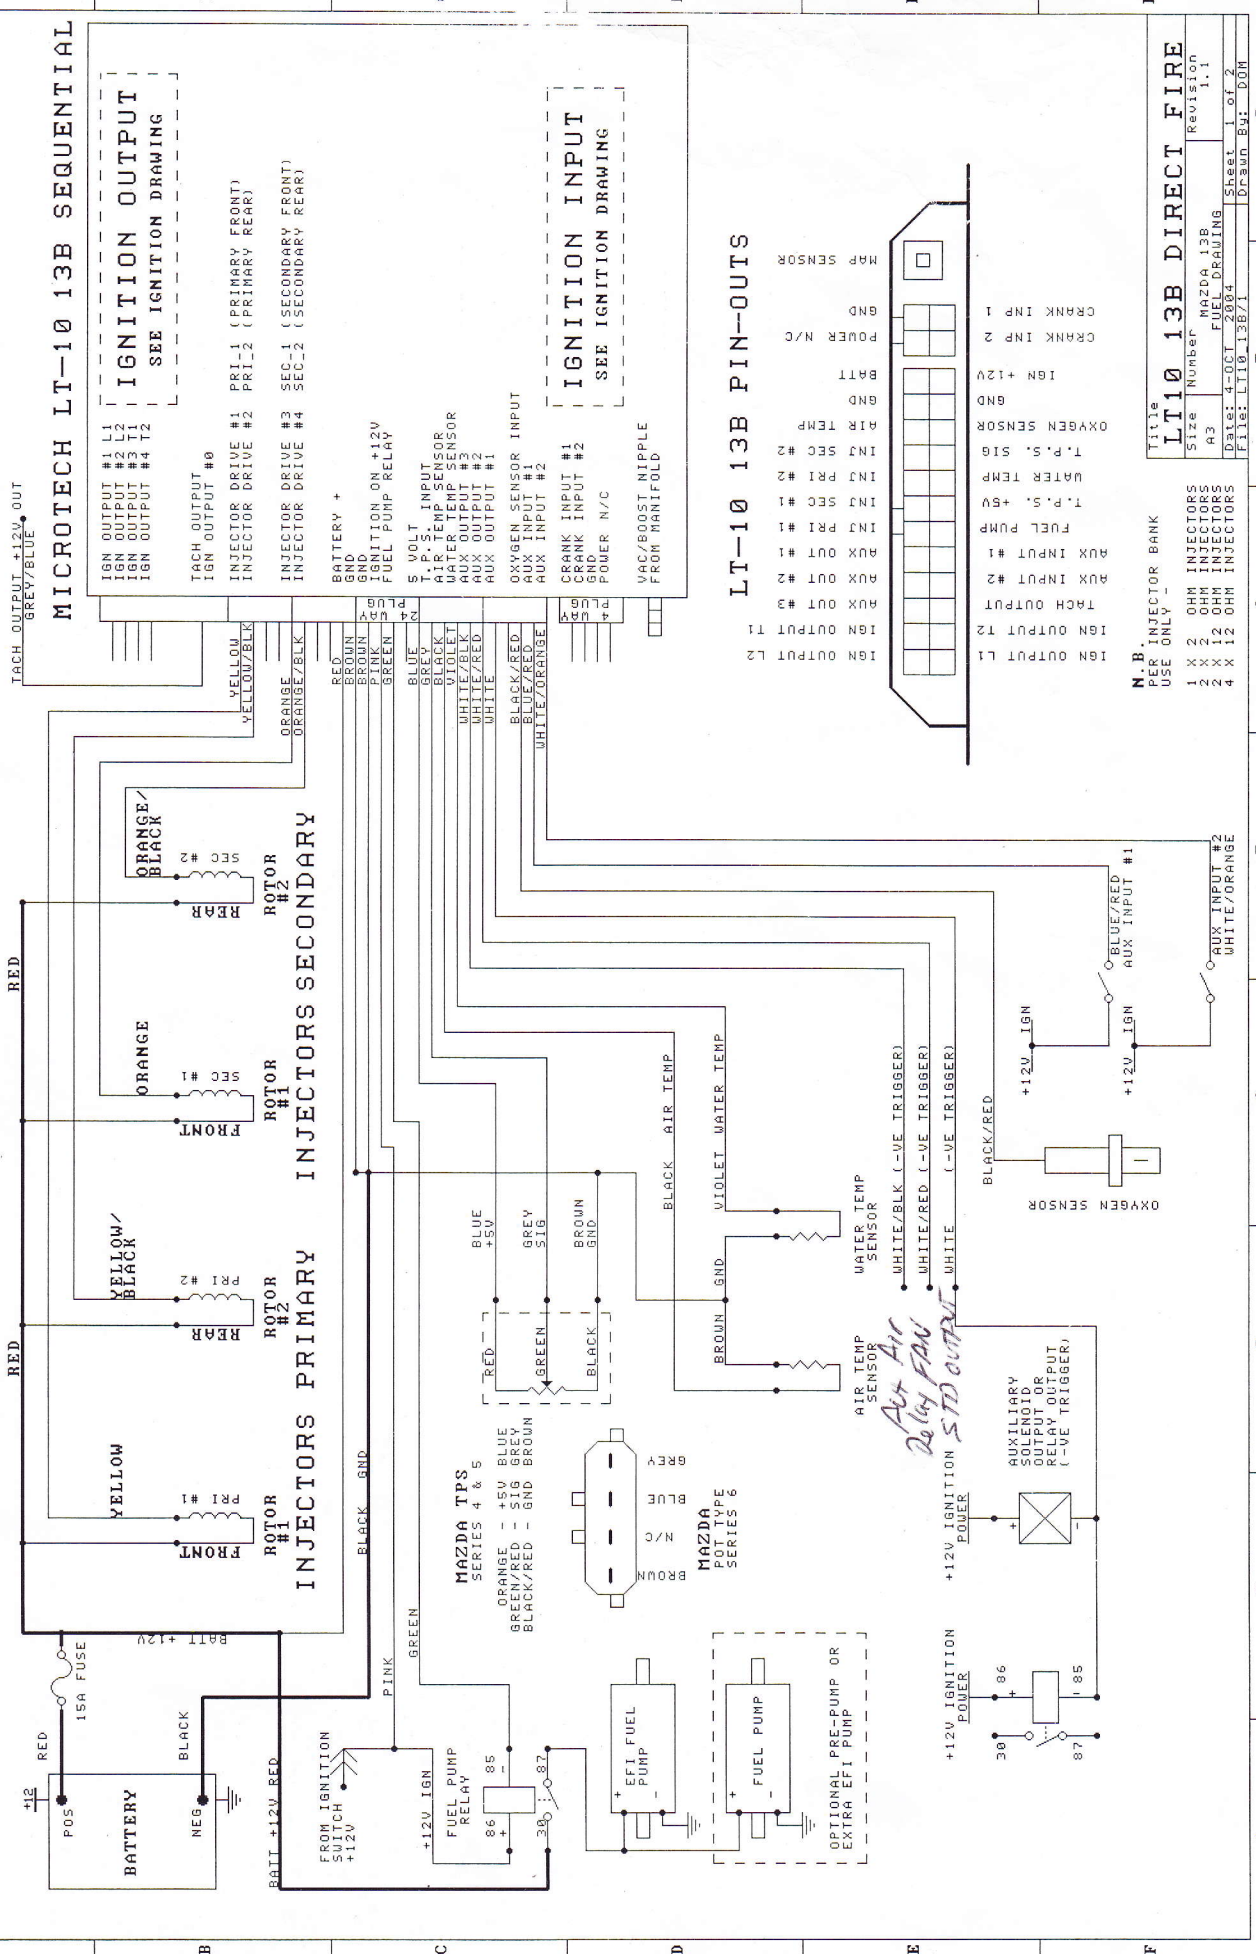 TACH OUTPUT +12V OUT
GREY/BLUE
MICROTECH LT-10 13B SEQUENTIAL
IGNITION OUTPUT
SEE IGNITION DRAWING
IGN OUTPUT #1 L1
IGN OUTPUT #2 L2
IGN OUTPUT #3 T1
IGN OUTPUT #4 T2
TACH OUTPUT
IGN OUTPUT #0
INJECTOR DRIVE #1 PRI-1 (PRIMARY FRONT)
INJECTOR DRIVE #2 PRI-2 (PRIMARY REAR)
INJECTOR DRIVE #3 SEC-1 (SECONDARY FRONT)
INJECTOR DRIVE #4 SEC-2 (SECONDARY REAR)
BATTERY +
GND
GND
IGNITION ON +12V
FUEL PUMP RELAY
5 VOLT
T.P.S. INPUT
AIR TEMP SENSOR
WATER TEMP SENSOR
AUX OUTPUT #3
AUX OUTPUT #2
AUX OUTPUT #1
OXYGEN SENSOR INPUT
AUX INPUT #1
AUX INPUT #2
CRANK INPUT #1
CRANK INPUT #2
GND
POWER N/C
VAC/BOOST NIPPLE
FROM MANIFOLD
IGNITION INPUT
SEE IGNITION DRAWING
24 WAY
PLUG
4 WAY
PLUG
YELLOW
YELLOW/BLK
ORANGE
ORANGE/BLK
RED
BROWN
BROWN
PINK
GREEN
BLUE
GREY
BLACK
VIOLET
WHITE/BLK
WHITE/RED
WHITE
BLACK/RED
BLUE/RED
WHITE/ORANGE
RED
RED
YELLOW
PRI #1
FRONT
ROTOR
#1
YELLOW/
BLACK
PRI #2
REAR
ROTOR
#2
INJECTORS PRIMARY
ORANGE
SEC #1
FRONT
ROTOR
#1
ORANGE/
BLACK
SEC #2
REAR
ROTOR
#2
INJECTORS SECONDARY
+12
POS
BATTERY
NEG
RED
15A FUSE
BLACK
BATT +12V
BATT +12V RED
BLACK GND
FROM IGNITION
SWITCH
+12V
PINK
GREEN
+12V IGN
FUEL PUMP
RELAY
86
+
85
-
30
87
MAZDA TPS
SERIES 4 & 5
ORANGE - +5V BLUE
GREEN/RED - SIG GREY
BLACK/RED - GND BROWN
RED
GREEN
BLACK
BLUE
+5V
GREY
SIG
BROWN
GND
BROWN
N/C
BLUE
GREY
MAZDA
POT TYPE
SERIES 6
+
EFI FUEL
PUMP
-
+
FUEL PUMP
-
OPTIONAL PRE-PUMP OR
EXTRA EFI PUMP
BLACK AIR TEMP
VIOLET WATER TEMP
BROWN GND
AIR TEMP
SENSOR
WATER TEMP
SENSOR
WHITE/BLK (-VE TRIGGER)
WHITE/RED (-VE TRIGGER)
WHITE (-VE TRIGGER)
Aux Air
Relay FAN
STD OUTPUT
+12V IGNITION
POWER
30
86
+
87
85
-
+12V IGNITION
POWER
+
-
AUXILIARY
SOLENOID
OUTPUT OR
RELAY OUTPUT
(-VE TRIGGER)
BLACK/RED
OXYGEN SENSOR
+12V IGN
BLUE/RED
AUX INPUT #1
+12V IGN
AUX INPUT #2
WHITE/ORANGE
LT-10 13B PIN-OUTS
IGN OUTPUT L2
IGN OUTPUT T1
AUX OUT #3
AUX OUT #2
AUX OUT #1
INJ PRI #1
INJ SEC #1
INJ PRI #2
INJ SEC #2
AIR TEMP
GND
BATT
POWER N/C
GND
MAP SENSOR
IGN OUTPUT L1
IGN OUTPUT T2
TACH OUTPUT
AUX INPUT #2
AUX INPUT #1
FUEL PUMP
T.P.S. +5V
WATER TEMP
T.P.S. SIG
OXYGEN SENSOR
GND
IGN +12V
CRANK INP 2
CRANK INP 1
N.B.
PER INJECTOR BANK
USE ONLY -
1 X 2 OHM INJECTORS
2 X 2 OHM INJECTORS
2 X 12 OHM INJECTORS
4 X 12 OHM INJECTORS
Title
LT10 13B DIRECT FIRE
Size
A3
Number MAZDA 13B
FUEL DRAWING
Revision
1.1
Date: 4-OCT 2004
Sheet 1 of 2
File: LT10_13B/1
Drawn By: DOM
B
C
D
E
F